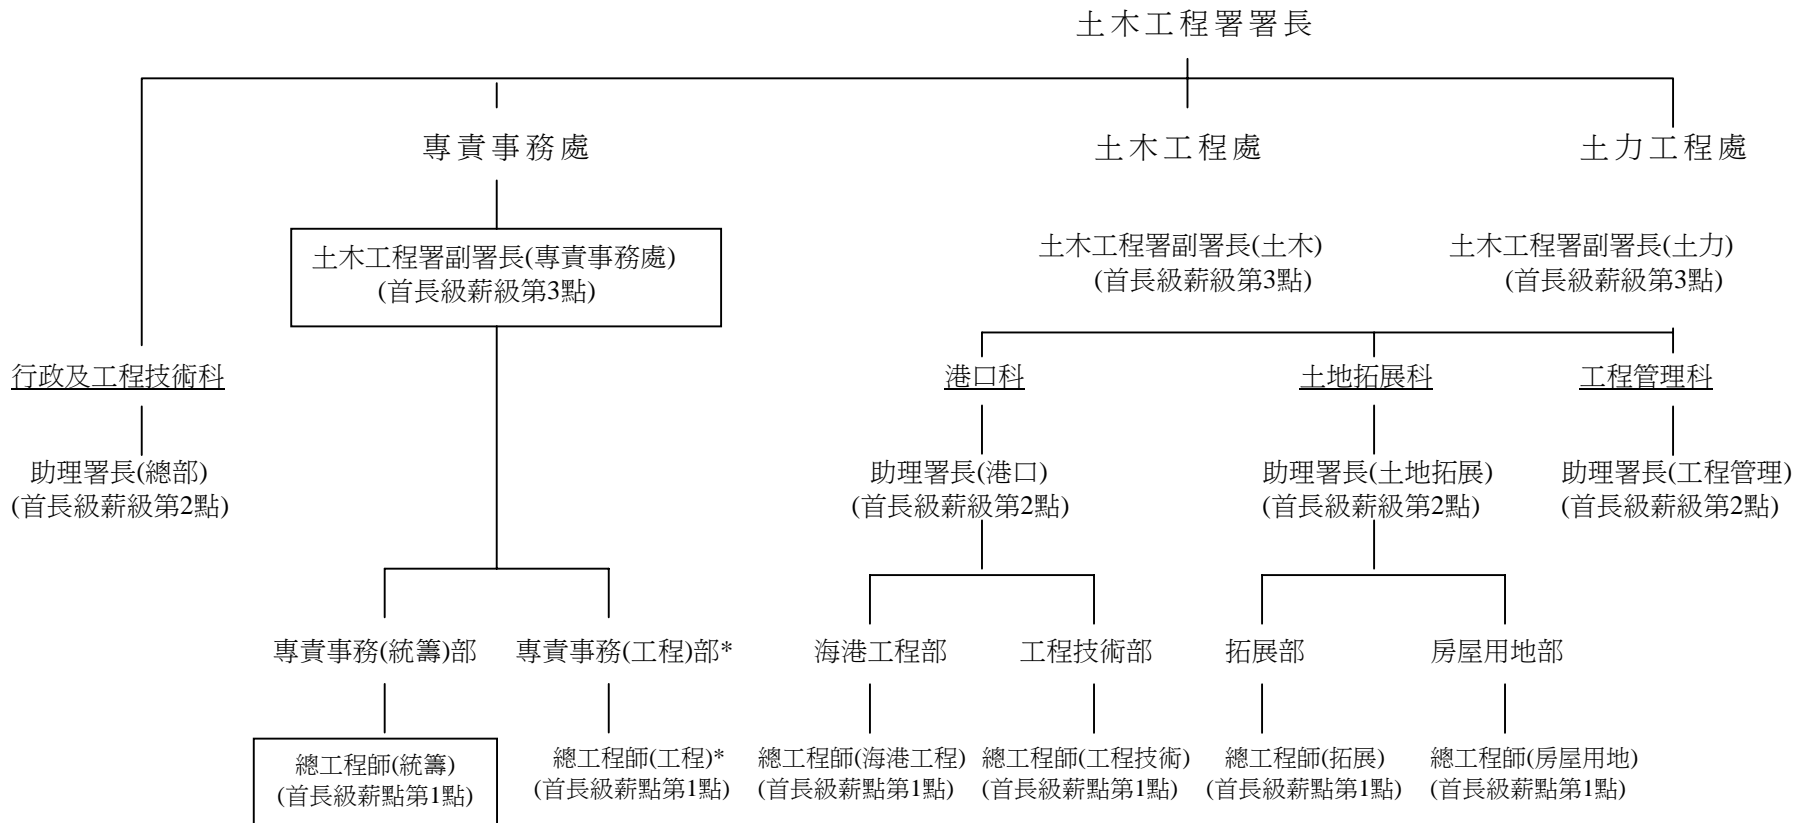 土木工程署署長
專責事務處
土木工程處
土力工程處
土木工程署副署長(專責事務處)
(首長級薪級第3點)
土木工程署副署長(土木)
(首長級薪級第3點)
土木工程署副署長(土力)
(首長級薪級第3點)
行政及工程技術科
港口科
土地拓展科
工程管理科
助理署長(總部)
(首長級薪級第2點)
助理署長(港口)
(首長級薪級第2點)
助理署長(土地拓展)
(首長級薪級第2點)
助理署長(工程管理)
(首長級薪級第2點)
專責事務(統籌)部
專責事務(工程)部*
海港工程部
工程技術部
拓展部
房屋用地部
總工程師(統籌)
(首長級薪點第1點)
總工程師(工程)*
(首長級薪點第1點)
總工程師(海港工程)
(首長級薪點第1點)
總工程師(工程技術)
(首長級薪點第1點)
總工程師(拓展)
(首長級薪點第1點)
總工程師(房屋用地)
(首長級薪點第1點)